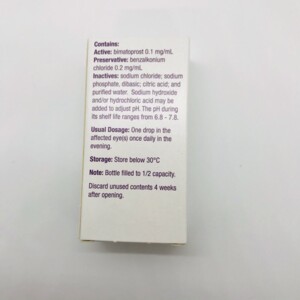 Contains:
Active: bimatoprost 0.1 mg/mL
Preservative: benzalkonium
chloride 0.2 mg/mL
Inactives: sodium chloride; sodium
phosphate, dibasic; citric acid; and
purified water. Sodium hydroxide
and/or hydrochloric acid may be
added to adjust pH. The pH during
its shelf life ranges from 6.8 - 7.8.
Usual Dosage: One drop in the
affected eye(s) once daily in the
evening.
Storage: Store below 30°C
Note: Bottle filled to 1/2 capacity.
Discard unused contents 4 weeks
after opening.